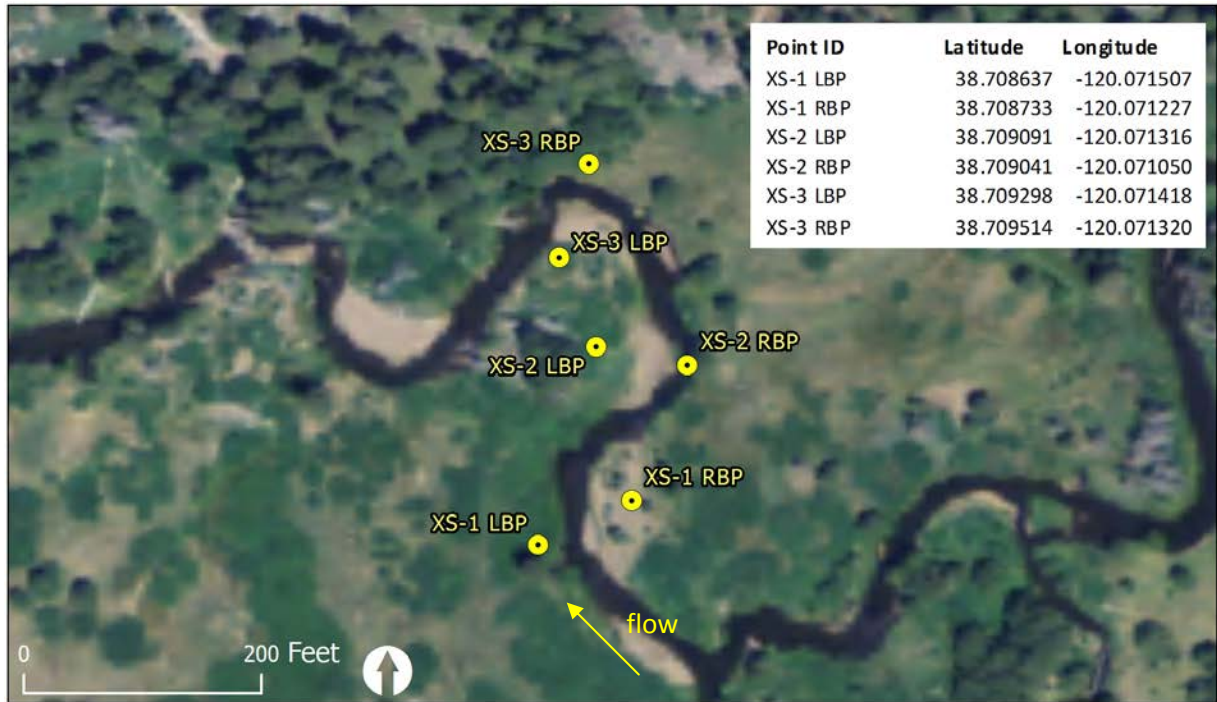 Point ID Latitude Longitude
XS-1 LBP 38.708637 -120.071507
XS-1 RBP 38.708733 -120.071227
XS-2 LBP 38.709091 -120.071316
XS-2 RBP 38.709041 -120.071050
XS-3 LBP 38.709298 -120.071418
XS-3 RBP 38.709514 -120.071320
XS-3 RBP
XS-3 LBP
XS-2 RBP
XS-2 LBP
XS-1 RBP
XS-1 LBP
flow
0 200 Feet